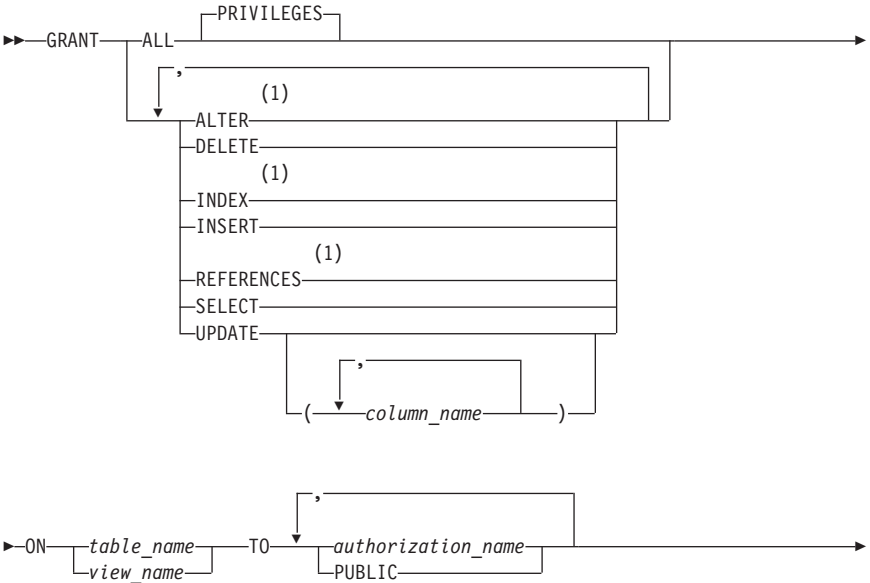 PRIVILEGES
GRANT ALL
,
(1)
ALTER
DELETE
(1)
INDEX
INSERT
(1)
REFERENCES
SELECT
UPDATE
,
( column_name )
,
ON table_name TO authorization_name
view_name PUBLIC